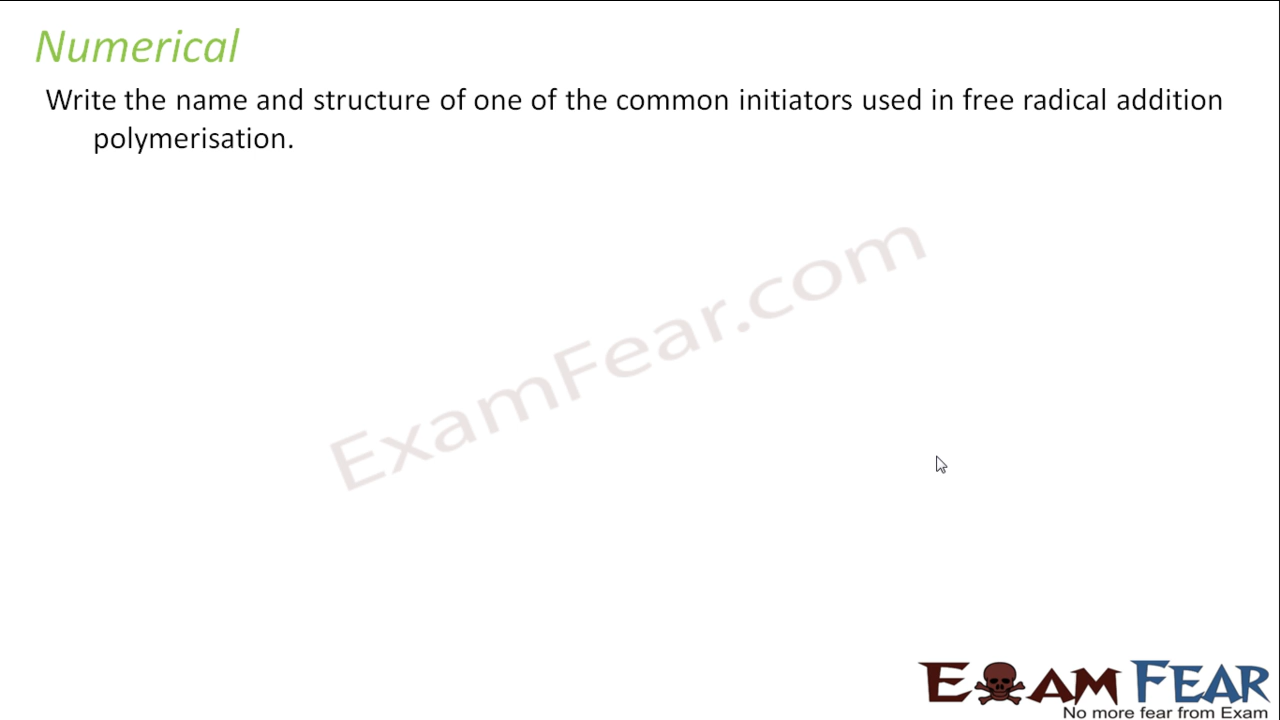 Numerical
Write the name and structure of one of the common initiators used in free radical addition
polymerisation.
ExamFear.com
EXAM FEAR
No more fear from Exam